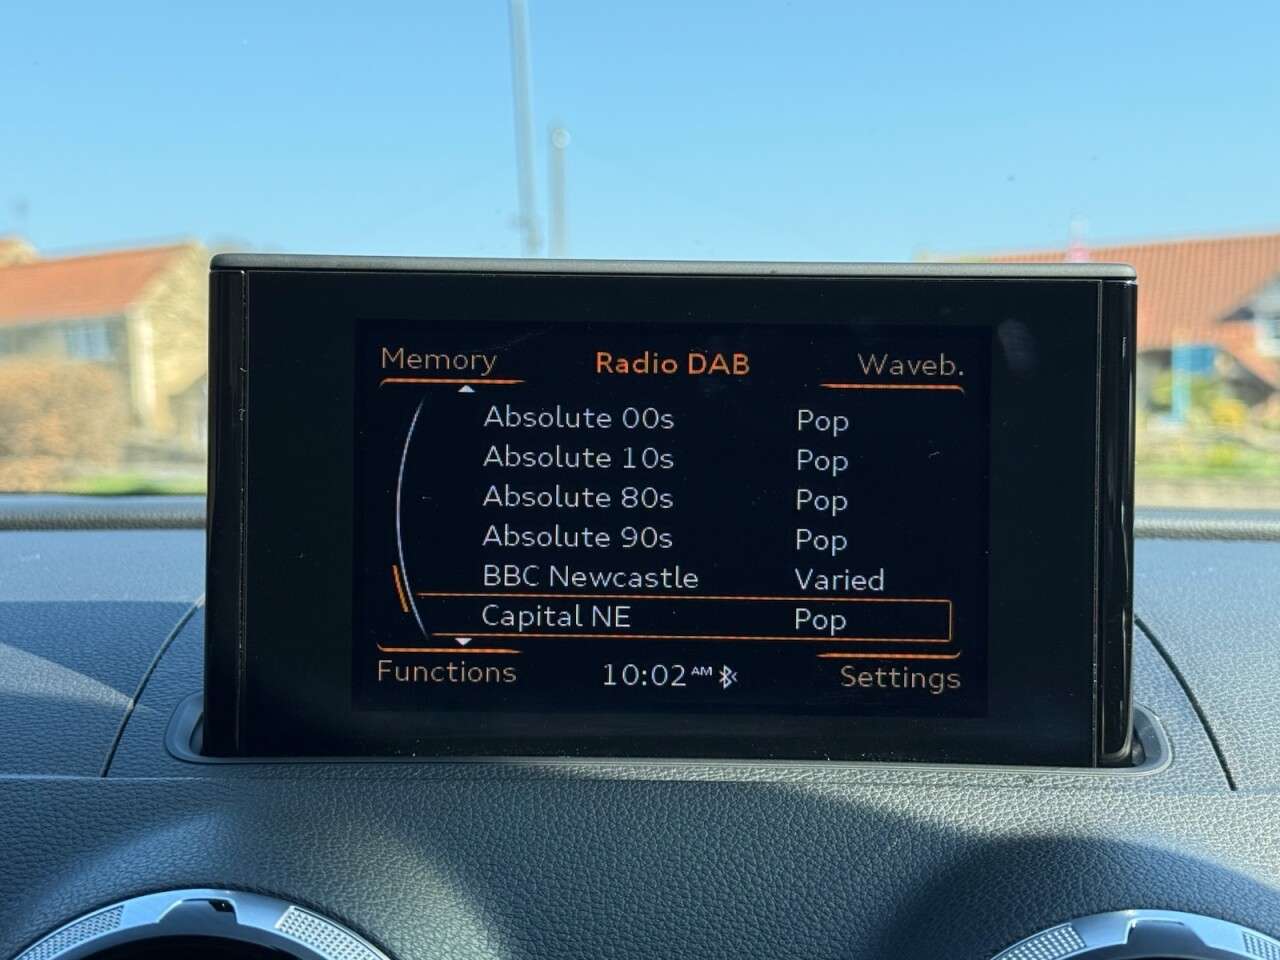 Memory Radio DAB Waveb.
Absolute 00s Pop
Absolute 10s Pop
Absolute 80s Pop
Absolute 90s Pop
BBC Newcastle Varied
Capital NE Pop
Functions 10:02 AM Settings